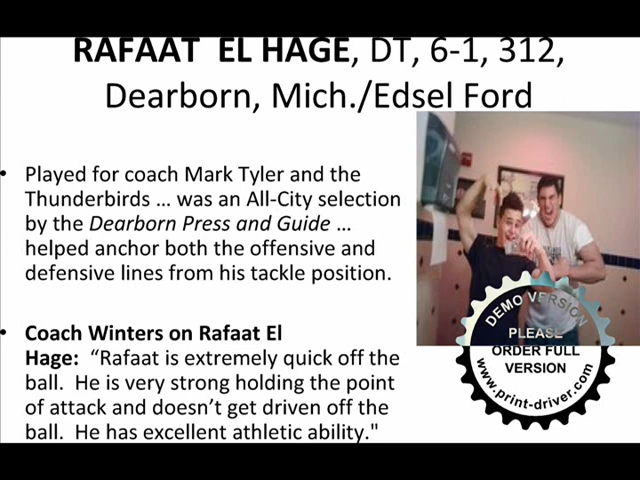 RAFAAT EL HAGE, DT, 6-1, 312,
Dearborn, Mich./Edsel Ford
• Played for coach Mark Tyler and the
Thunderbirds … was an All-City selection
by the Dearborn Press and Guide …
helped anchor both the offensive and
defensive lines from his tackle position.
• Coach Winters on Rafaat El
Hage: “Rafaat is extremely quick off the
ball. He is very strong holding the point
of attack and doesn’t get driven off the
ball. He has excellent athletic ability."
DEMO VERSION
PLEASE
ORDER FULL
VERSION
www.print-driver.com